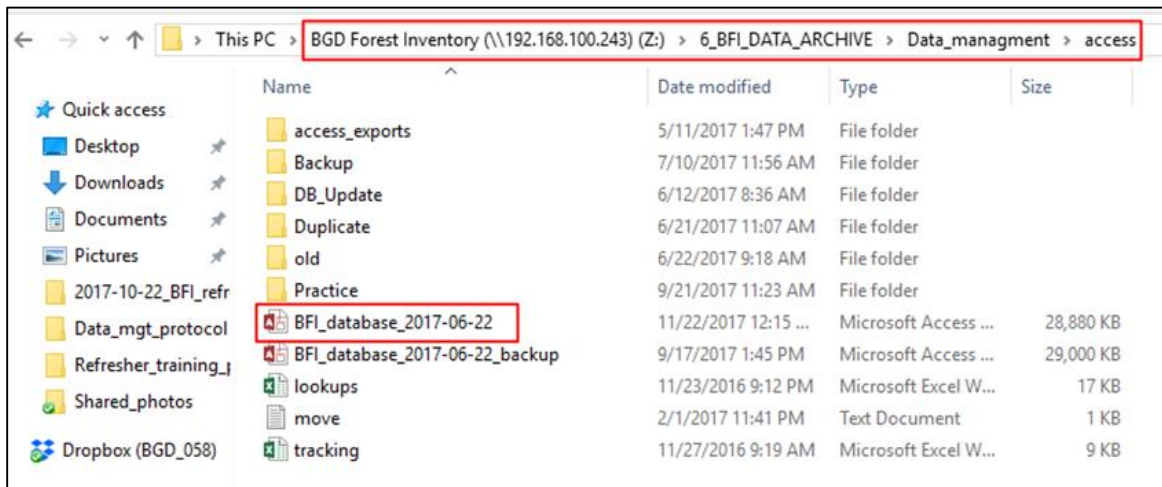 This PC > BGD Forest Inventory (\\192.168.100.243) (Z:) > 6_BFI_DATA_ARCHIVE > Data_managment > access
Name Date modified Type Size
Quick access
Desktop
Downloads
Documents
Pictures
2017-10-22_BFI_refr
Data_mgt_protocol
Refresher_training_p
Shared_photos
Dropbox (BGD_058)
access_exports 5/11/2017 1:47 PM File folder
Backup 7/10/2017 11:56 AM File folder
DB_Update 6/12/2017 8:36 AM File folder
Duplicate 6/21/2017 11:07 AM File folder
old 6/22/2017 9:18 AM File folder
Practice 9/21/2017 11:23 AM File folder
BFI_database_2017-06-22 11/22/2017 12:15 ... Microsoft Access ... 28,880 KB
BFI_database_2017-06-22_backup 9/17/2017 1:45 PM Microsoft Access ... 29,000 KB
lookups 11/23/2016 9:12 PM Microsoft Excel W... 17 KB
move 2/1/2017 11:41 PM Text Document 1 KB
tracking 11/27/2016 9:19 AM Microsoft Excel W... 9 KB